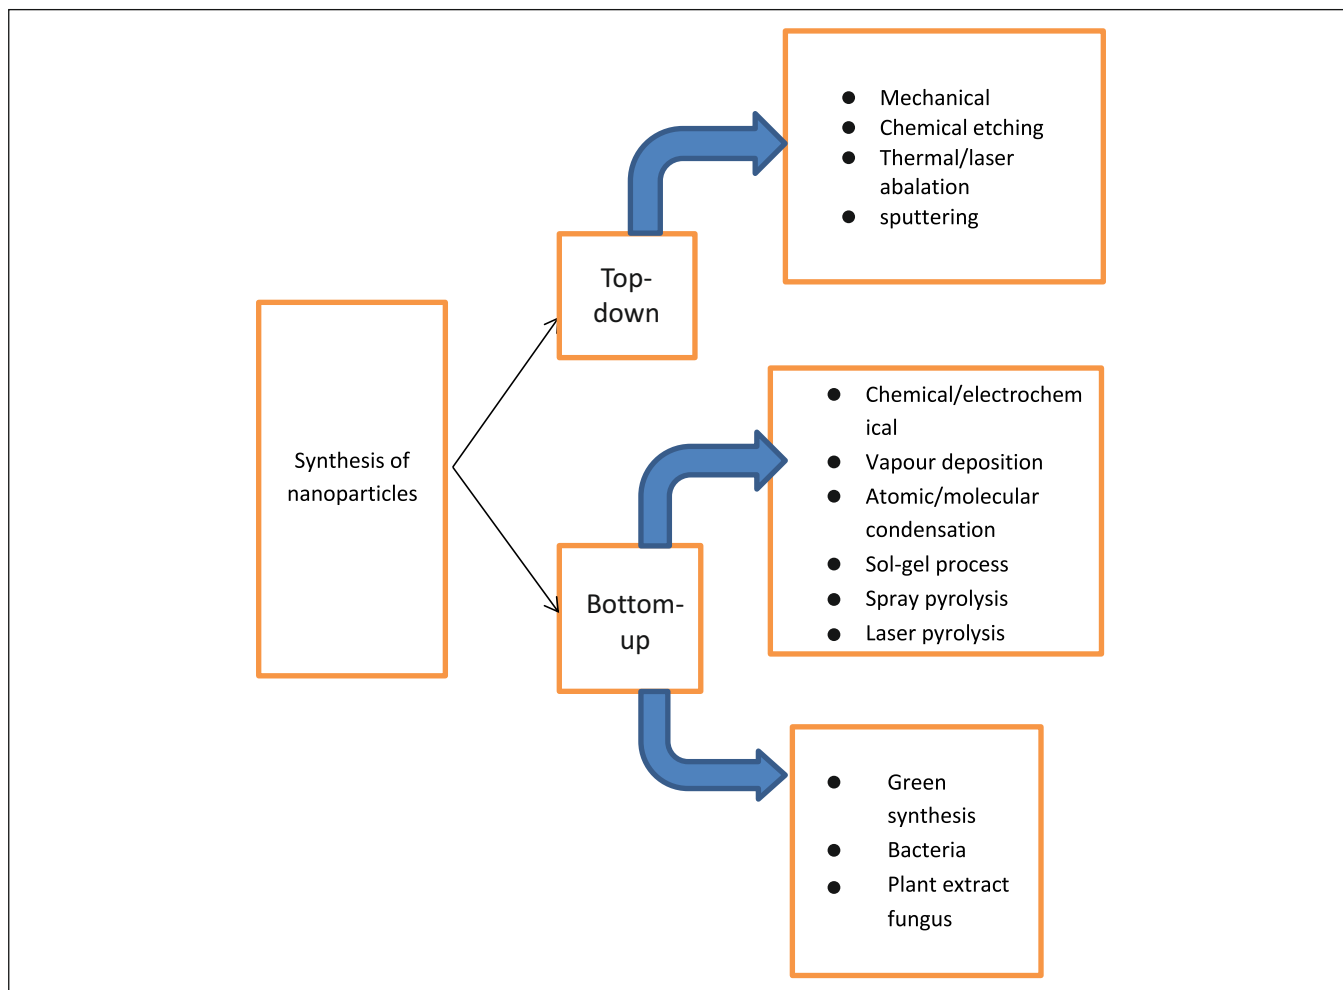 ● Mechanical
● Chemical etching
● Thermal/laser
abalation
● sputtering
Top-
down
Synthesis of
nanoparticles
● Chemical/electrochem
ical
● Vapour deposition
● Atomic/molecular
condensation
● Sol-gel process
● Spray pyrolysis
● Laser pyrolysis
Bottom-
up
● Green
synthesis
● Bacteria
● Plant extract
fungus